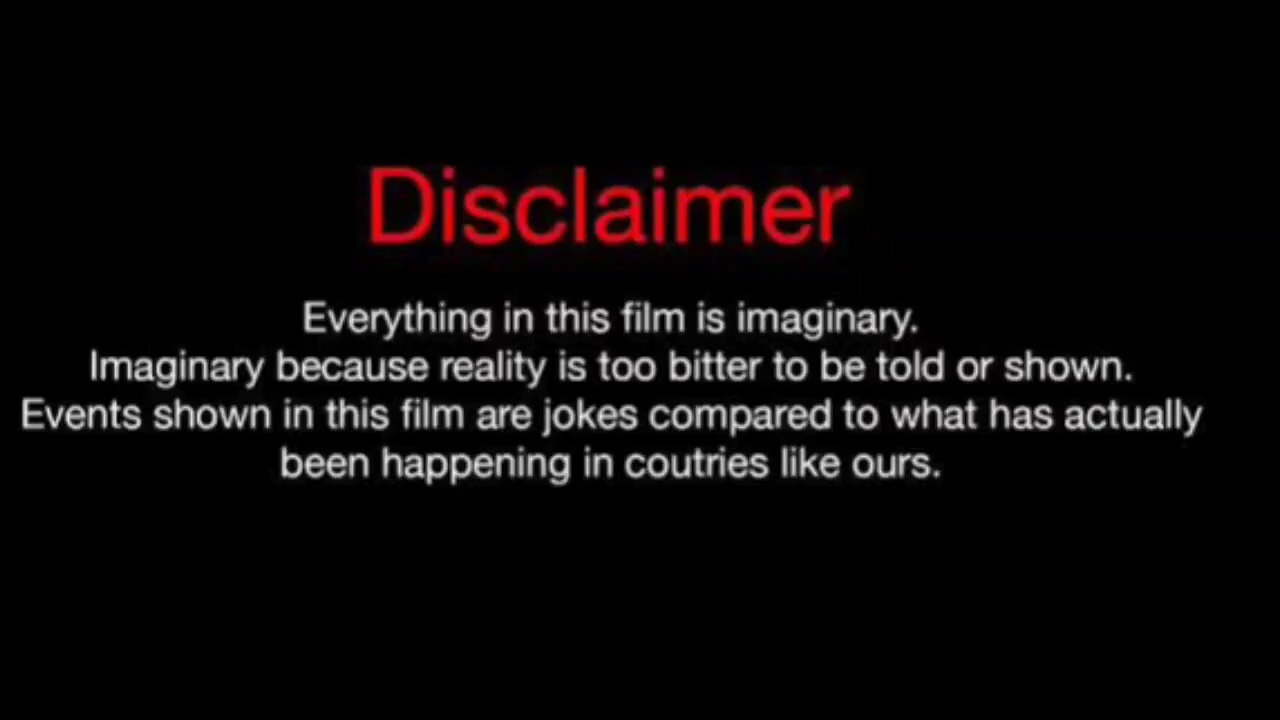 Disclaimer
Everything in this film is imaginary.
Imaginary because reality is too bitter to be told or shown.
Events shown in this film are jokes compared to what has actually
been happening in coutries like ours.